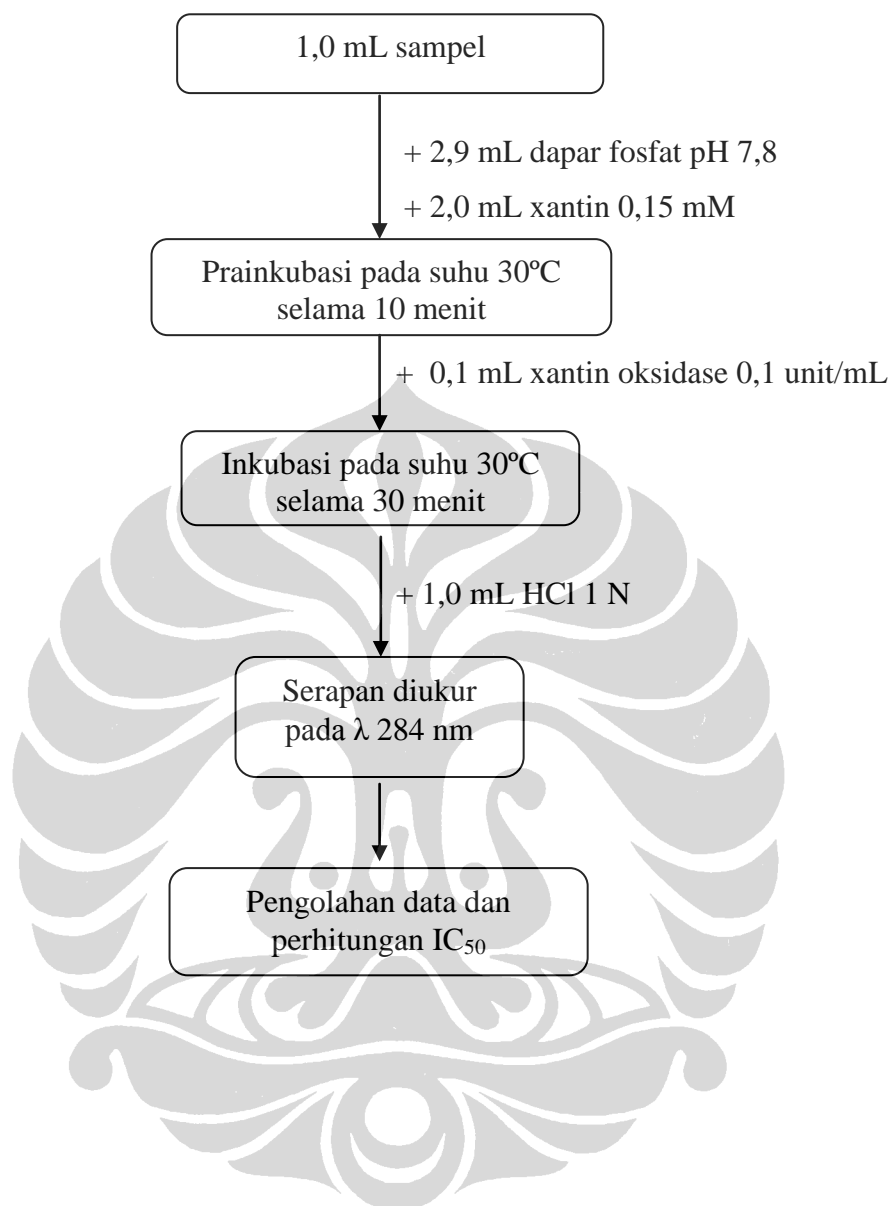 1,0 mL sampel
+ 2,9 mL dapar fosfat pH 7,8
+ 2,0 mL xantin 0,15 mM
Prainkubasi pada suhu 30ºC
selama 10 menit
+ 0,1 mL xantin oksidase 0,1 unit/mL
Inkubasi pada suhu 30ºC
selama 30 menit
+ 1,0 mL HCl 1 N
Serapan diukur
pada λ 284 nm
Pengolahan data dan
perhitungan IC₅₀